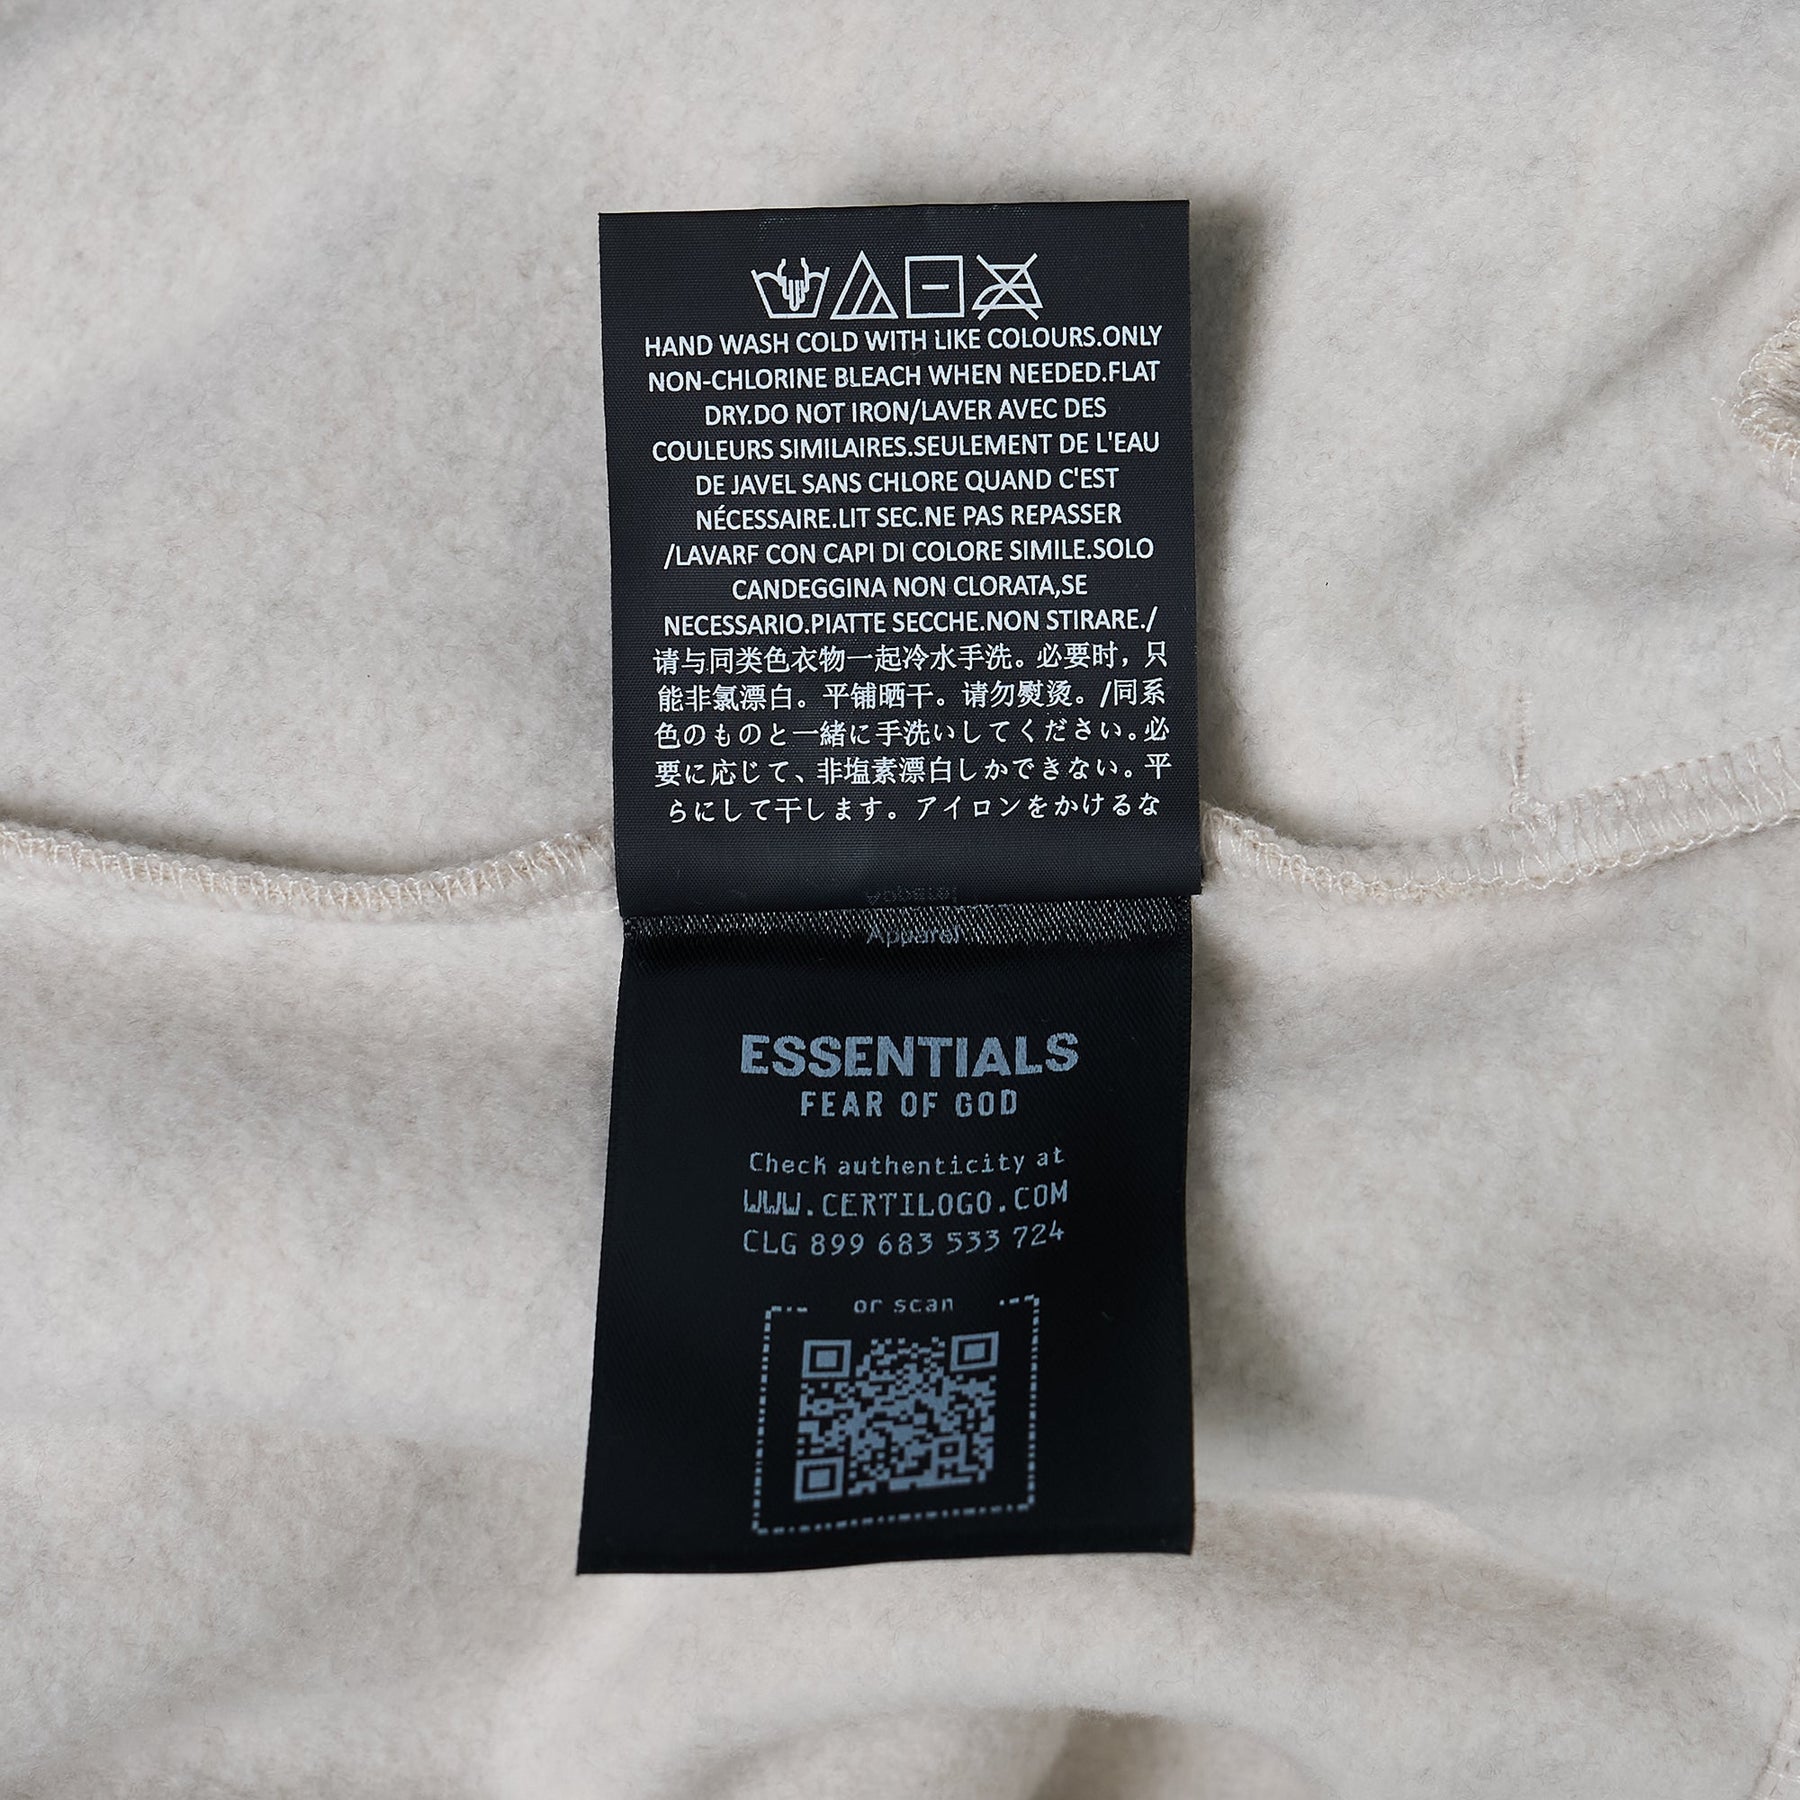 HAND WASH COLD WITH LIKE COLOURS.ONLY
NON-CHLORINE BLEACH WHEN NEEDED.FLAT
DRY.DO NOT IRON/LAVER AVEC DES
COULEURS SIMILAIRES.SEULEMENT DE L'EAU
DE JAVEL SANS CHLORE QUAND C'EST
NÉCESSAIRE.LIT SEC.NE PAS REPASSER
/LAVARF CON CAPI DI COLORE SIMILE.SOLO
CANDEGGINA NON CLORATA,SE
NECESSARIO.PIATTE SECCHE.NON STIRARE./
请与同类色衣物一起冷水手洗。必要时，只
能非氯漂白。平铺晒干。请勿熨烫。/同系
色のものと一緒に手洗いしてください。必
要に応じて、非塩素漂白しかできない。平
らにして干します。アイロンをかけるな
Apparel
Apparel
ESSENTIALS
FEAR OF GOD
Check authenticity at
WWW.CERTILOGO.COM
CLG 899 683 533 724
or scan